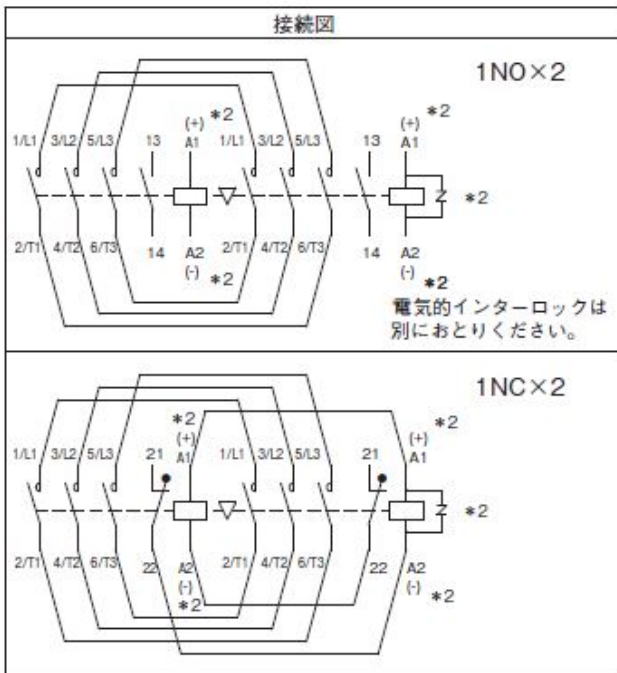 接続図
1NO×2
(+) *2
(+) *2
1/L1 3/L2 5/L3 13 A1 *2 1/L1 3/L2 5/L3 13 A1
Z *2
2/T1 4/T2 6/T3 14 A2 2/T1 4/T2 6/T3 14 A2
(-) *2
(-) *2
電気的インターロックは
別におとりください。
1NC×2
*2
(+)
(+) *2
1/L1 3/L2 5/L3 21 A1 1/L1 3/L2 5/L3 21 A1
Z *2
2/T1 4/T2 6/T3 22 A2 2/T1 4/T2 6/T3 22 A2
(-)
*2
(-) *2